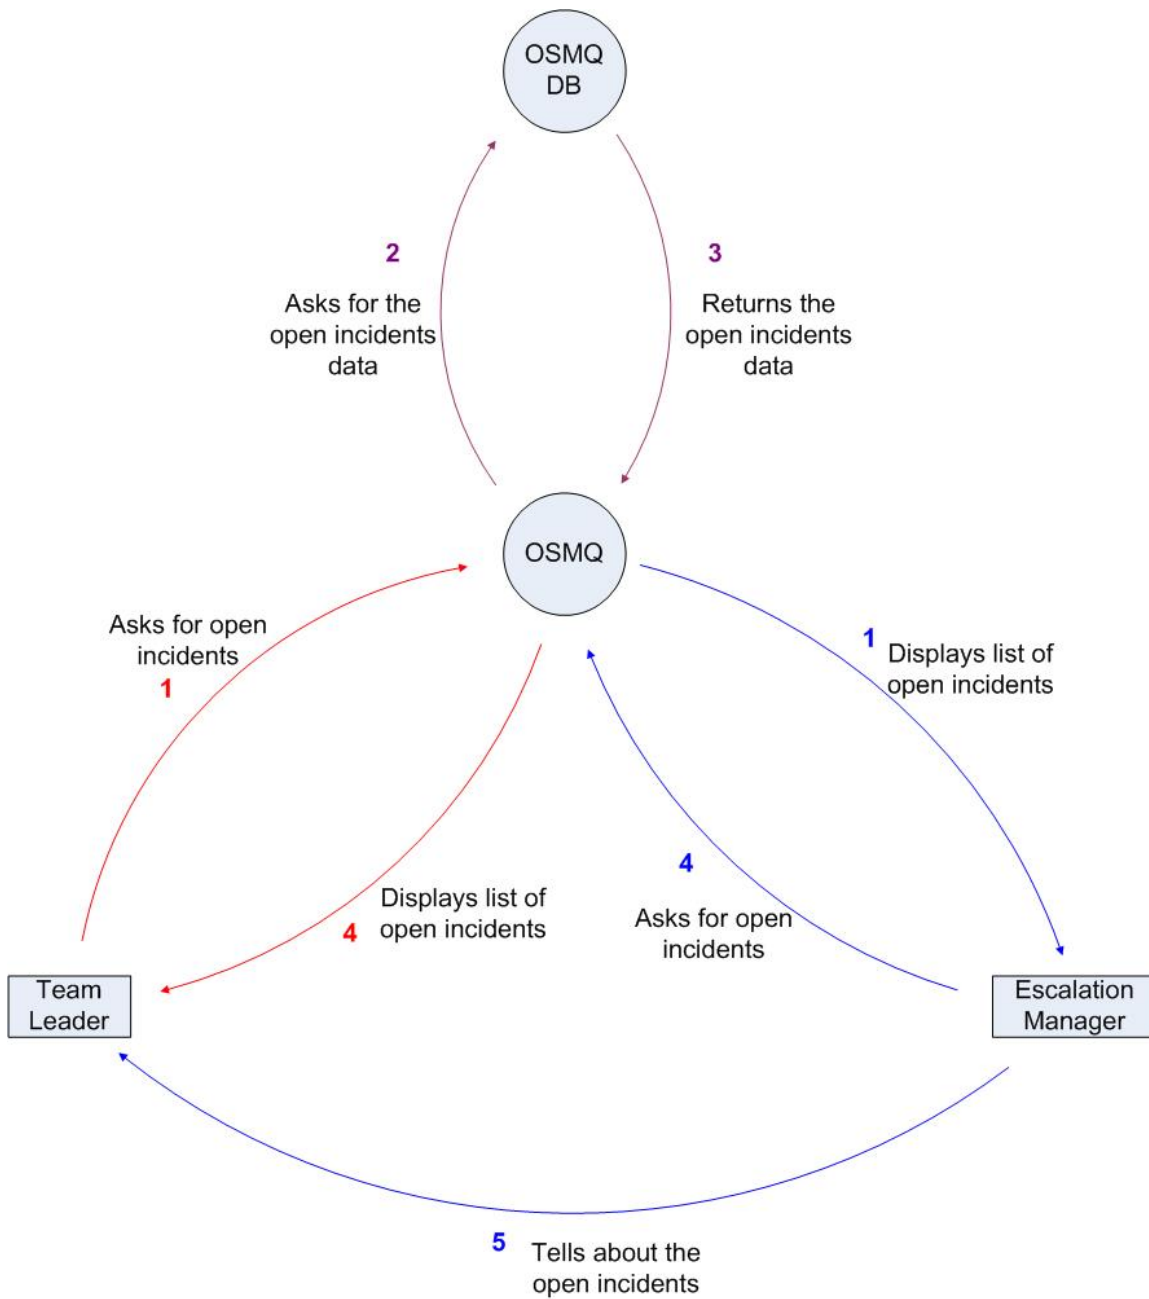 OSMQ
DB
2
Asks for the
open incidents
data
3
Returns the
open incidents
data
OSMQ
Asks for open
incidents
1
1
Displays list of
open incidents
Displays list of
open incidents
4
4
Asks for open
incidents
Team
Leader
Escalation
Manager
5
Tells about the
open incidents